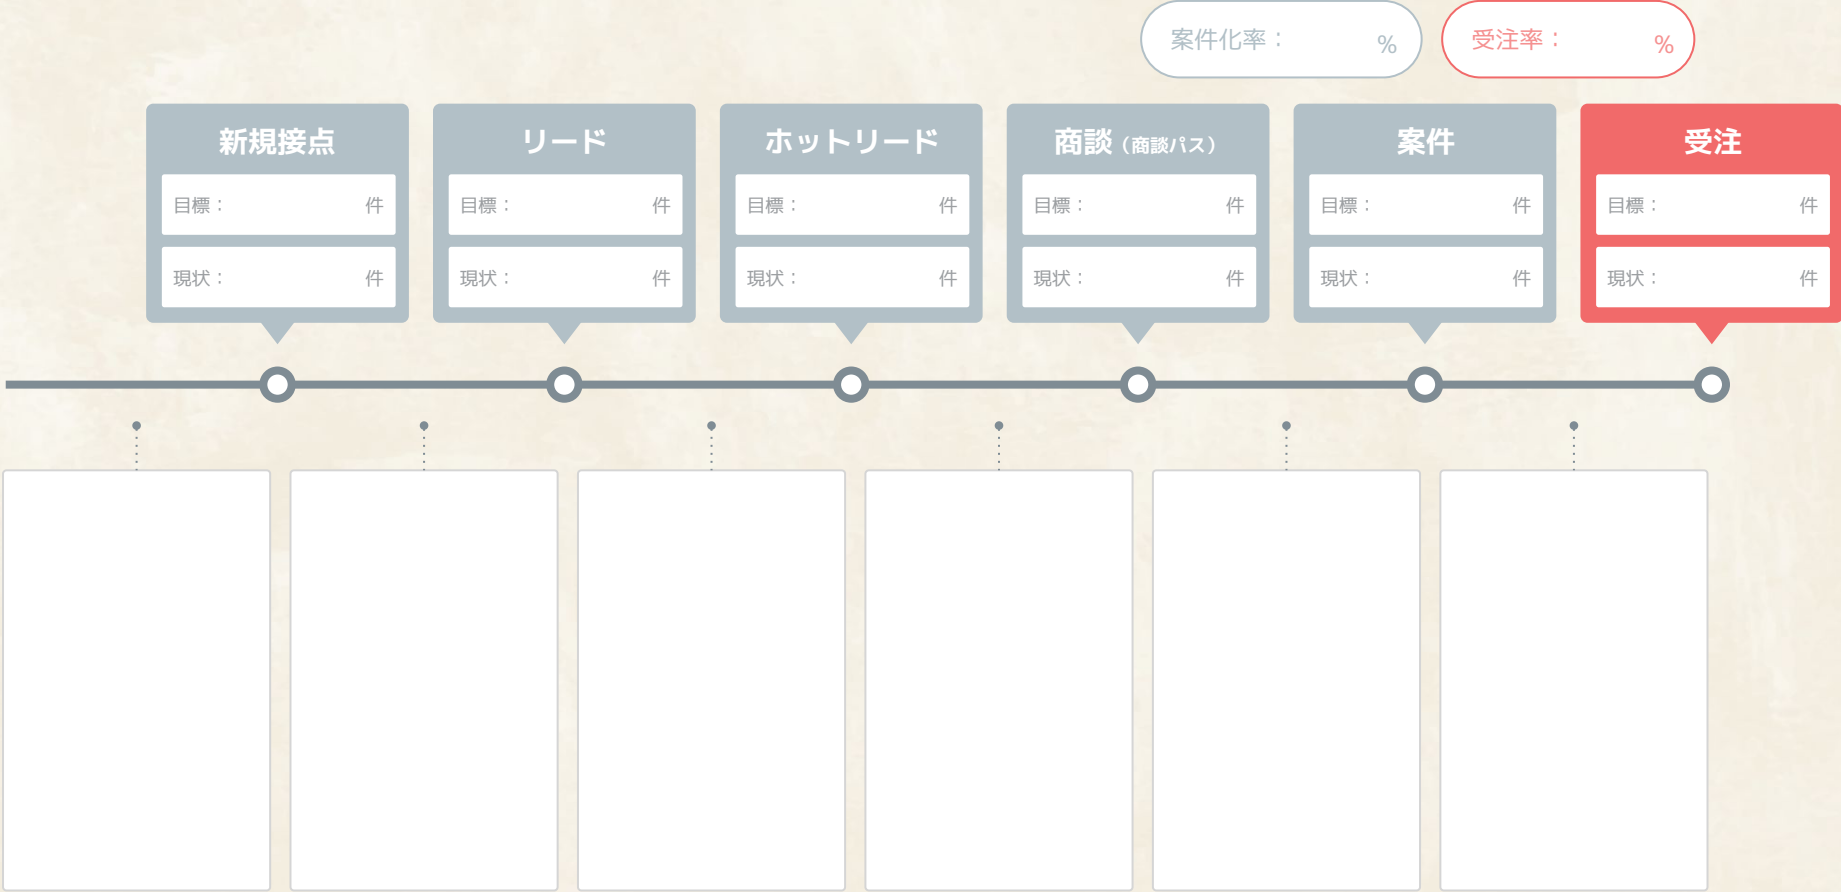 案件化率： %
受注率： %
新規接点
目標： 件
現状： 件
リード
目標： 件
現状： 件
ホットリード
目標： 件
現状： 件
商談（商談パス）
目標： 件
現状： 件
案件
目標： 件
現状： 件
受注
目標： 件
現状： 件